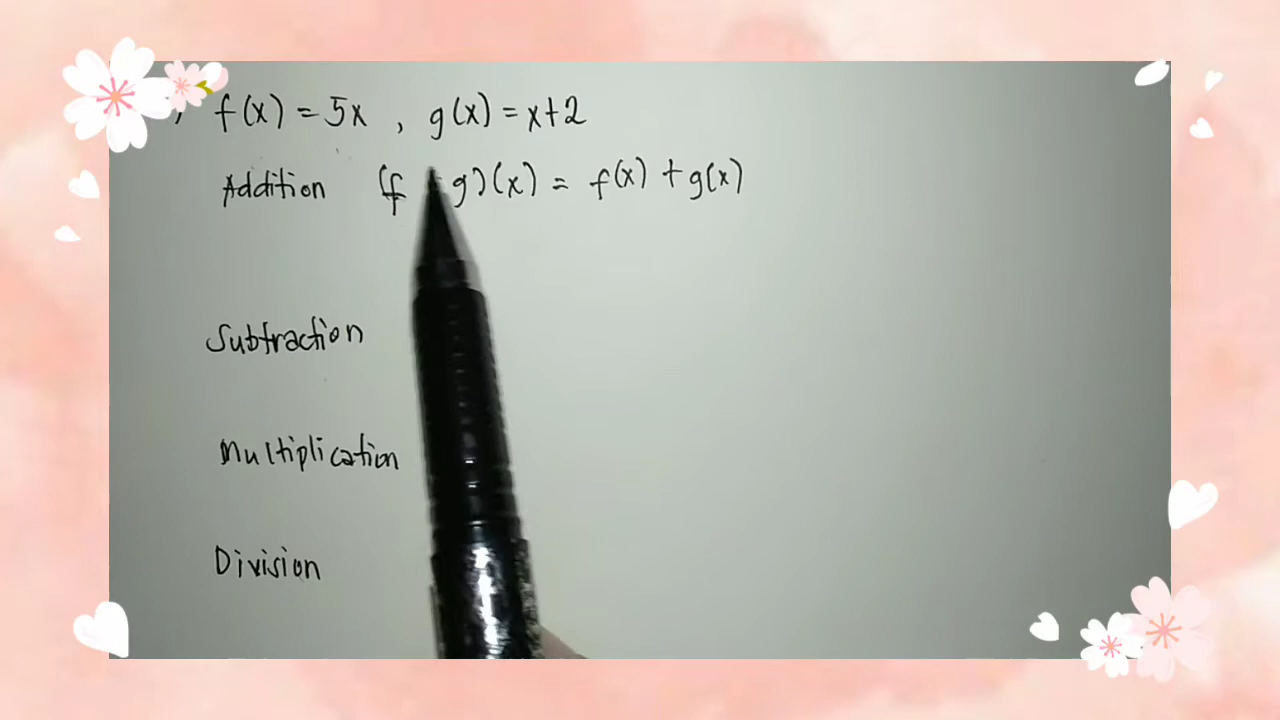 f(x) = 5x , g(x) = x+2
Addition (f g)(x) = f(x) + g(x)
Subtraction
Multiplication
Division